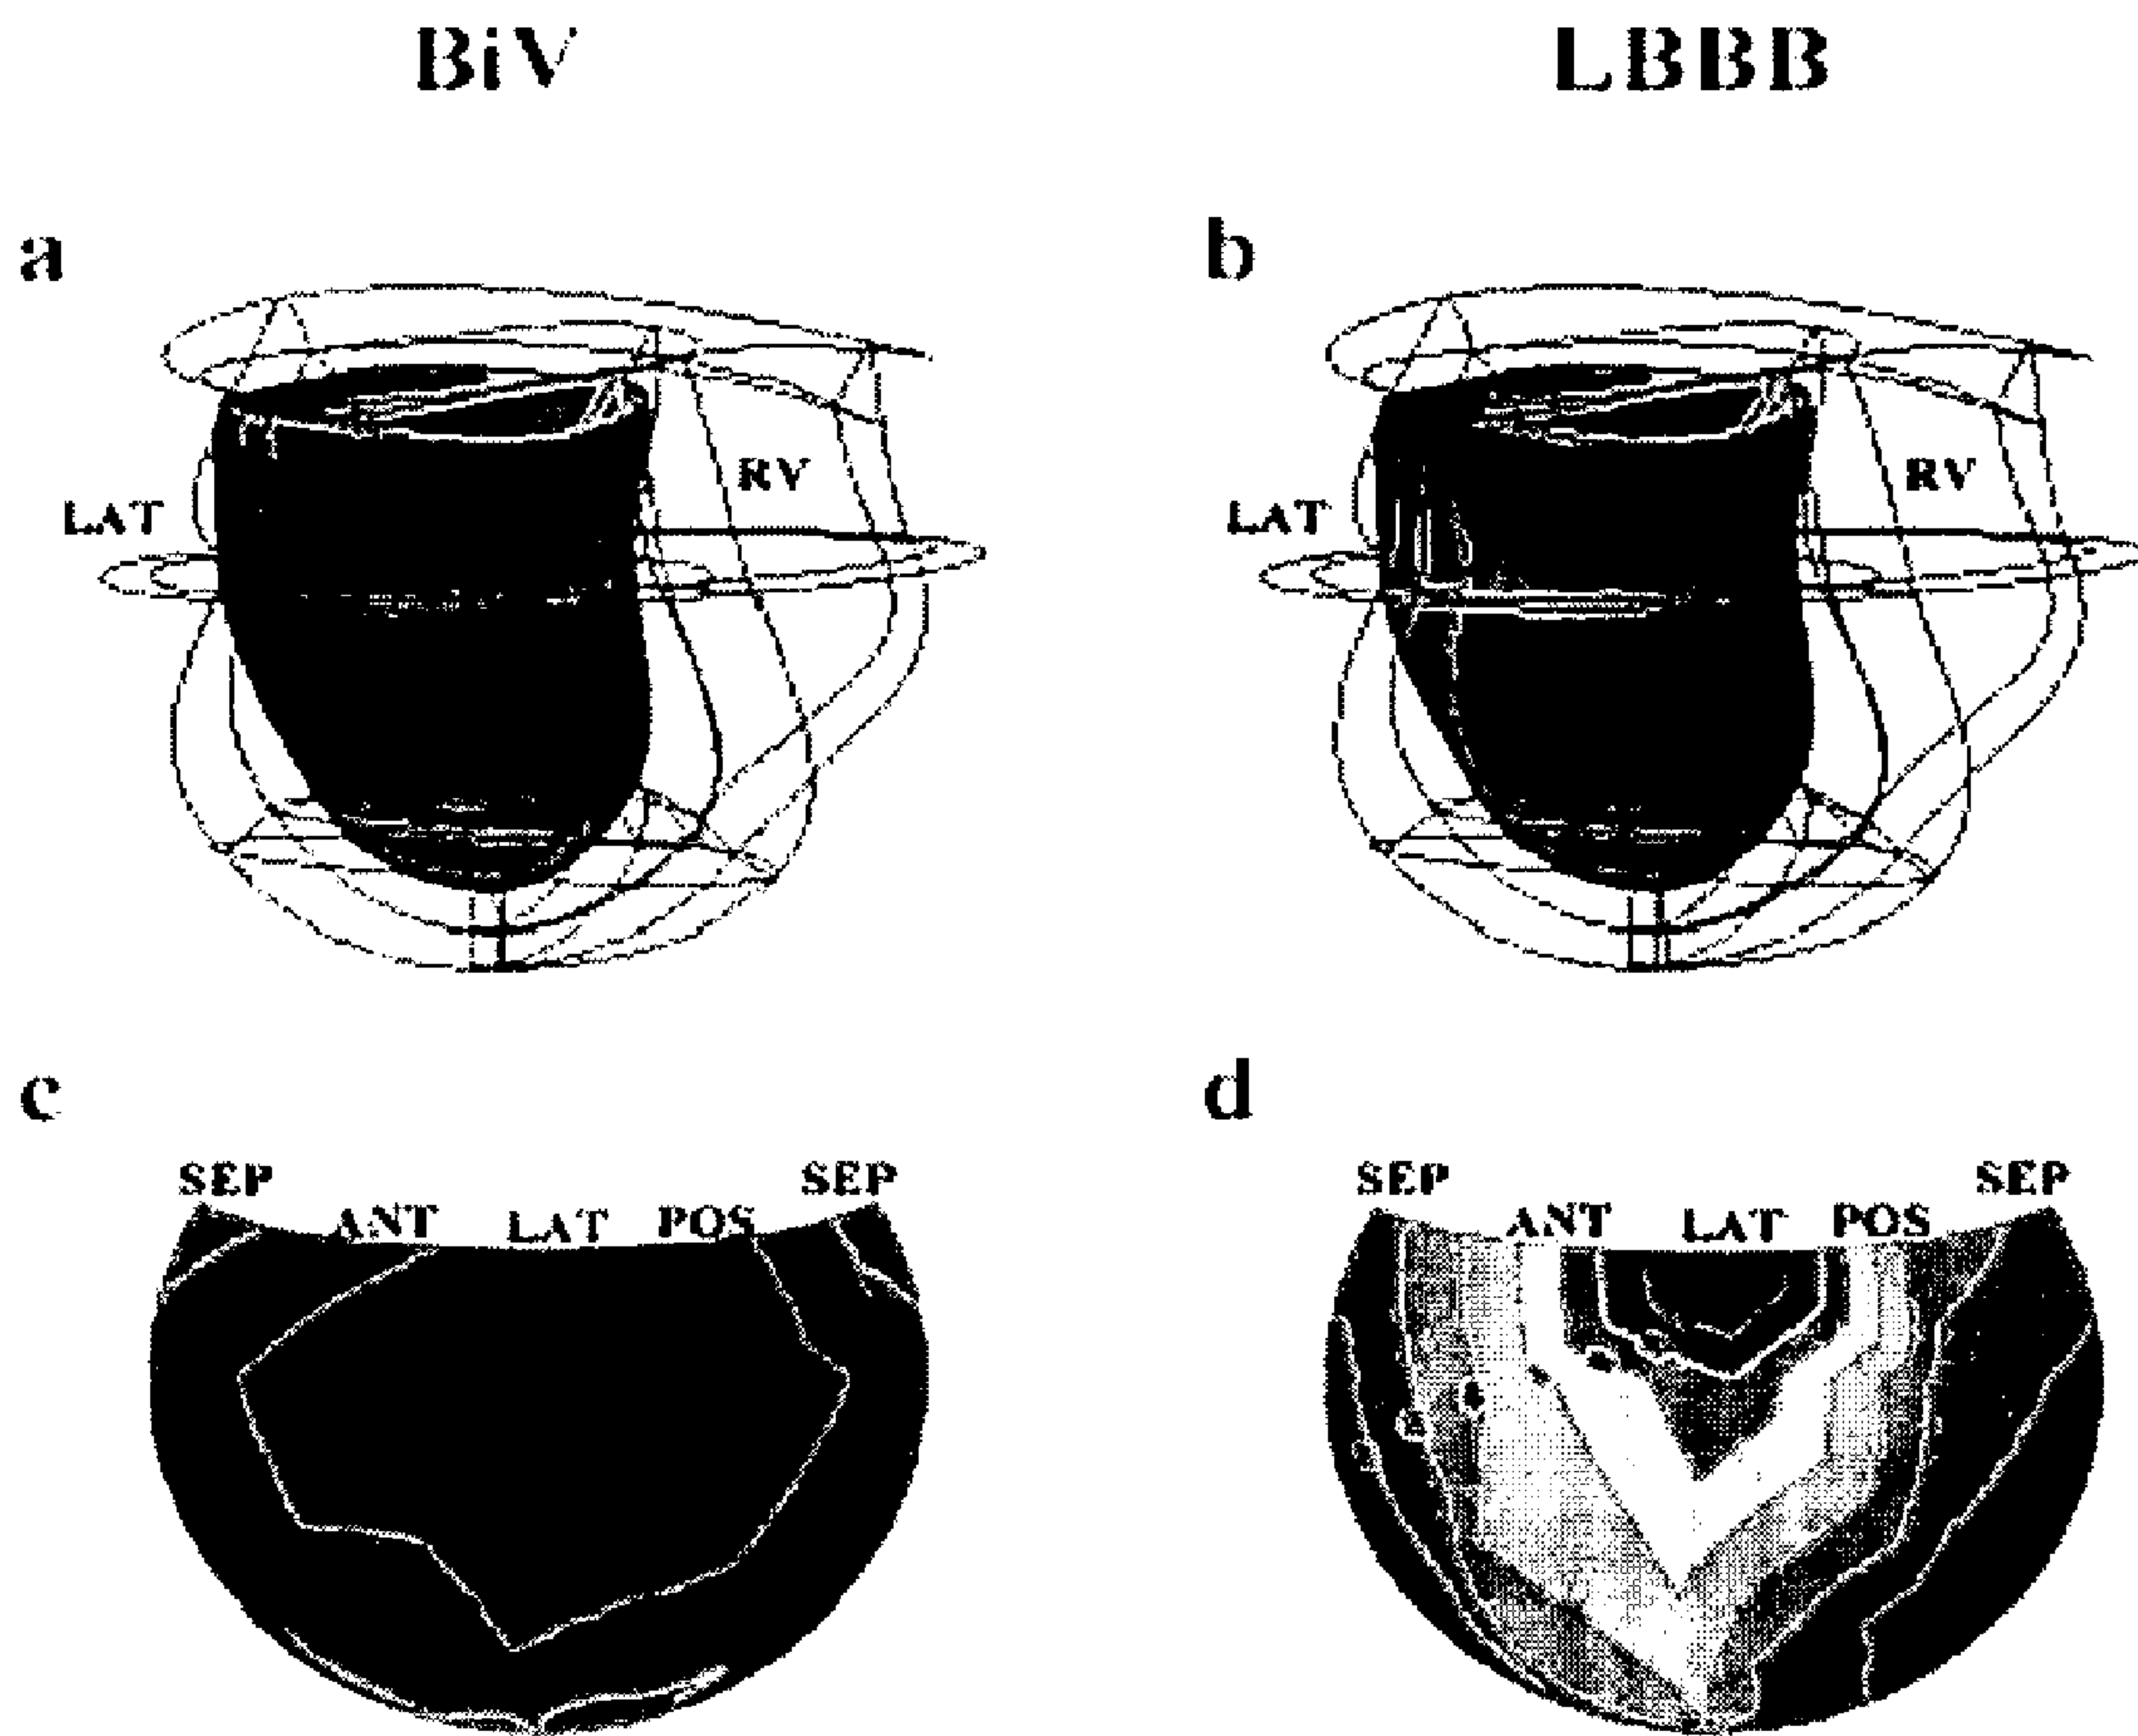 BiV LBBB
a b
RV RV
LAT LAT
c d
SEP SEP SEP SEP
ANT LAT POS ANT LAT POS